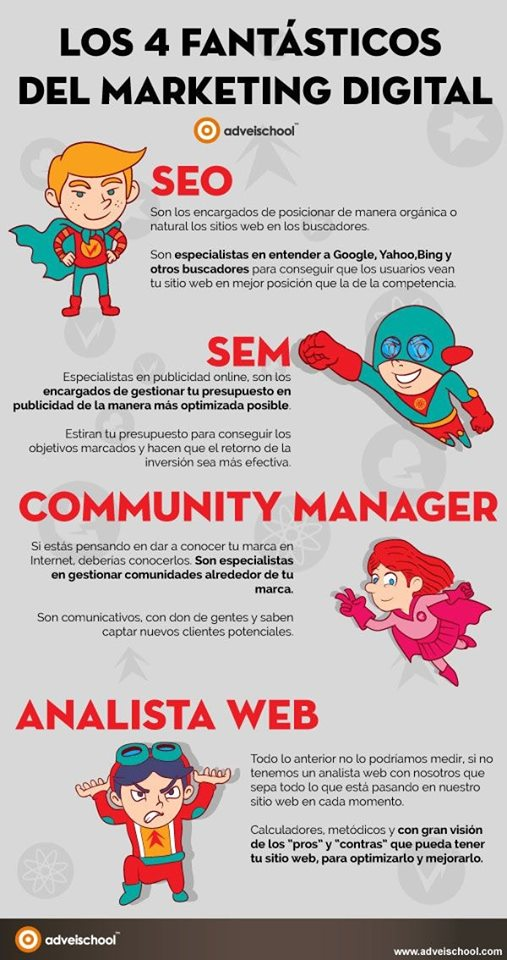 LOS 4 FANTÁSTICOS
DEL MARKETING DIGITAL
adveischool™
SEO
Son los encargados de posicionar de manera orgánica o
natural los sitios web en los buscadores.
Son especialistas en entender a Google, Yahoo,Bing y
otros buscadores para conseguir que los usuarios vean
tu sitio web en mejor posición que la de la competencia.
SEM
Especialistas en publicidad online, son los
encargados de gestionar tu presupuesto en
publicidad de la manera más optimizada posible.
Estiran tu presupuesto para conseguir los
objetivos marcados y hacen que el retorno de la
inversión sea más efectiva.
COMMUNITY MANAGER
Si estás pensando en dar a conocer tu marca en
Internet, deberías conocerlos. Son especialistas
en gestionar comunidades alrededor de tu
marca.
Son comunicativos, con don de gentes y saben
captar nuevos clientes potenciales.
ANALISTA WEB
Todo lo anterior no lo podríamos medir, si no
tenemos un analista web con nosotros que
sepa todo lo que está pasando en nuestro
sitio web en cada momento.
Calculadores, metódicos y con gran visión
de los "pros" y "contras" que pueda tener
tu sitio web, para optimizarlo y mejorarlo.
adveischool™
www.adveischool.com